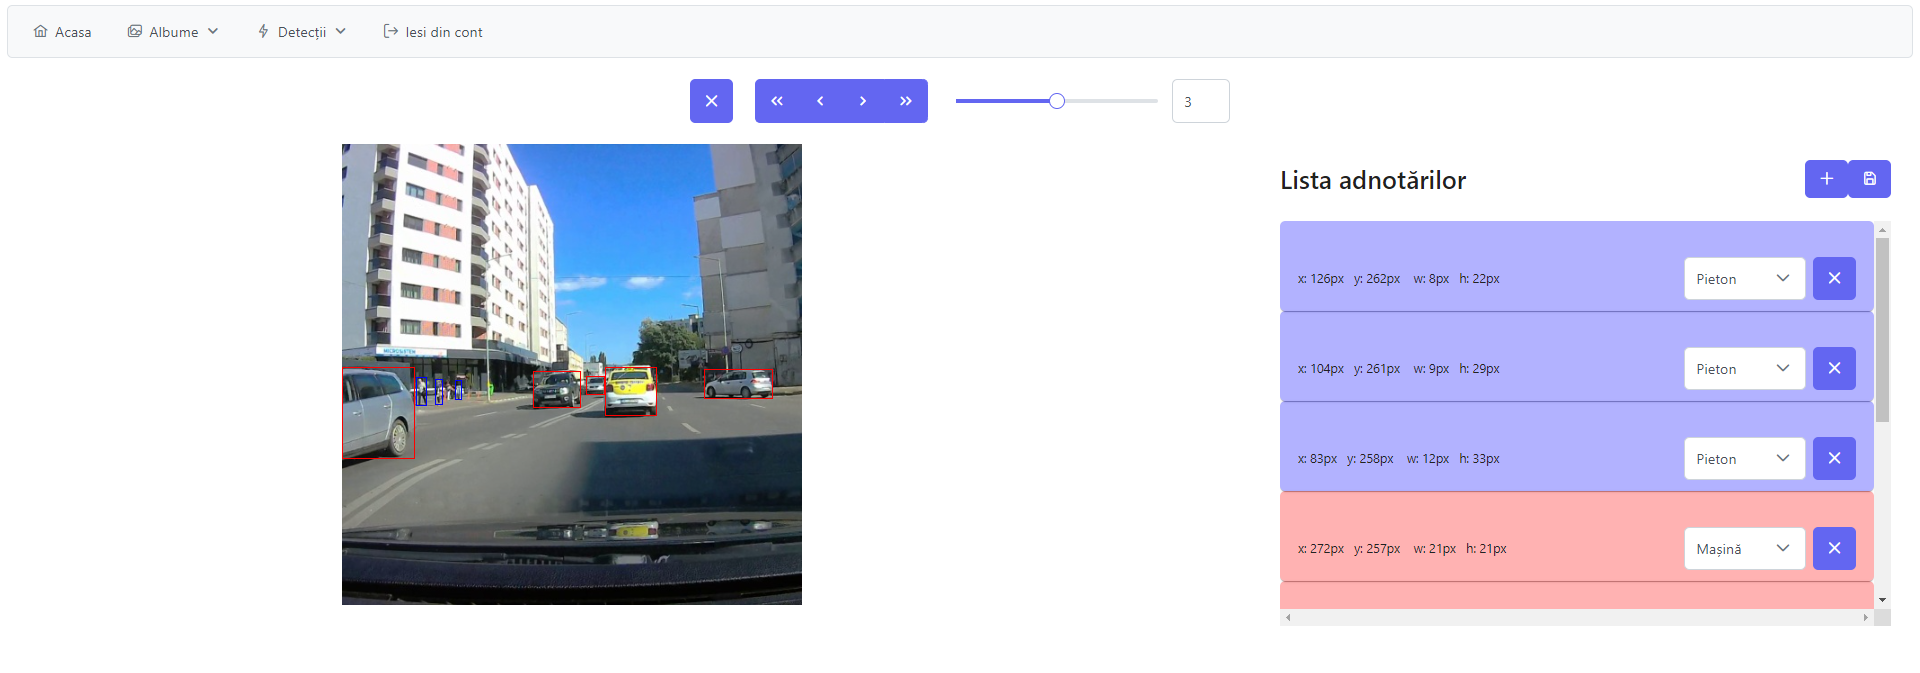 Acasa Albume Detecții Iesi din cont
3
Lista adnotărilor
x: 126px y: 262px w: 8px h: 22px Pieton
x: 104px y: 261px w: 9px h: 29px Pieton
x: 83px y: 258px w: 12px h: 33px Pieton
x: 272px y: 257px w: 21px h: 21px Mașină